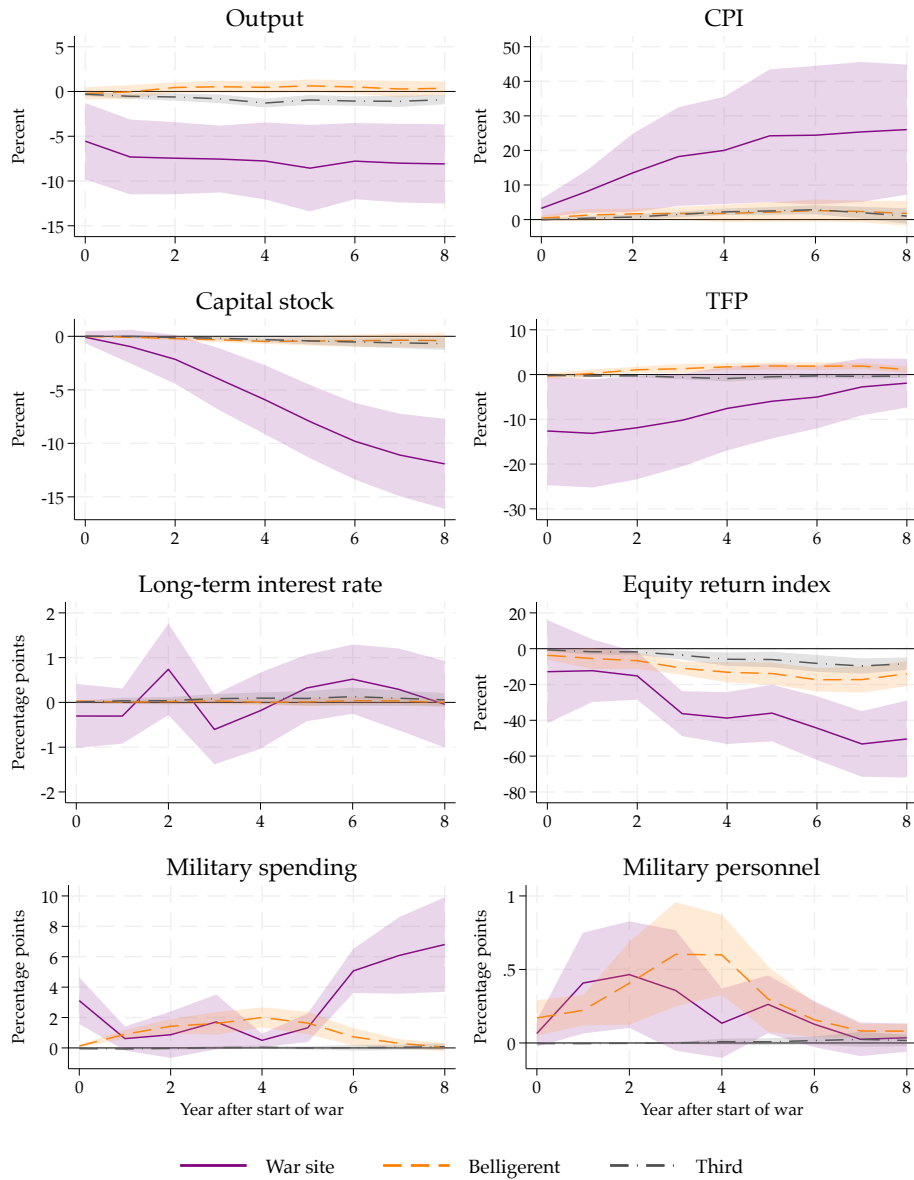 Output
Percent
5
0
-5
-10
-15
0 2 4 6 8
CPI
Percent
50
40
30
20
10
0
0 2 4 6 8
Capital stock
Percent
0
-5
-10
-15
0 2 4 6 8
TFP
Percent
10
0
-10
-20
-30
0 2 4 6 8
Long-term interest rate
Percentage points
2
1
0
-1
-2
0 2 4 6 8
Equity return index
Percent
20
0
-20
-40
-60
-80
0 2 4 6 8
Military spending
Percentage points
10
8
6
4
2
0
0 2 4 6 8
Year after start of war
Military personnel
Percentage points
1
.5
0
0 2 4 6 8
Year after start of war
War site Belligerent Third